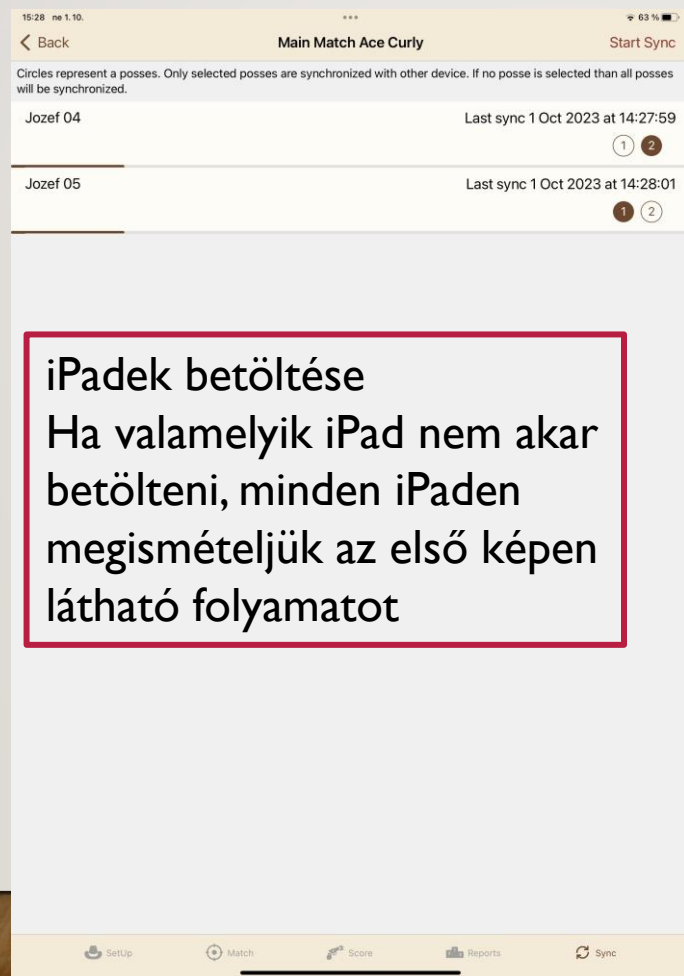 15:28 ne 1. 10.
63 %
Back
Main Match Ace Curly
Start Sync
Circles represent a posses. Only selected posses are synchronized with other device. If no posse is selected than all posses
will be synchronized.
Jozef 04
Last sync 1 Oct 2023 at 14:27:59
1 2
Jozef 05
Last sync 1 Oct 2023 at 14:28:01
1 2
iPadek betöltése
Ha valamelyik iPad nem akar
betölteni, minden iPaden
megismételjük az első képen
látható folyamatot
SetUp
Match
Score
Reports
Sync